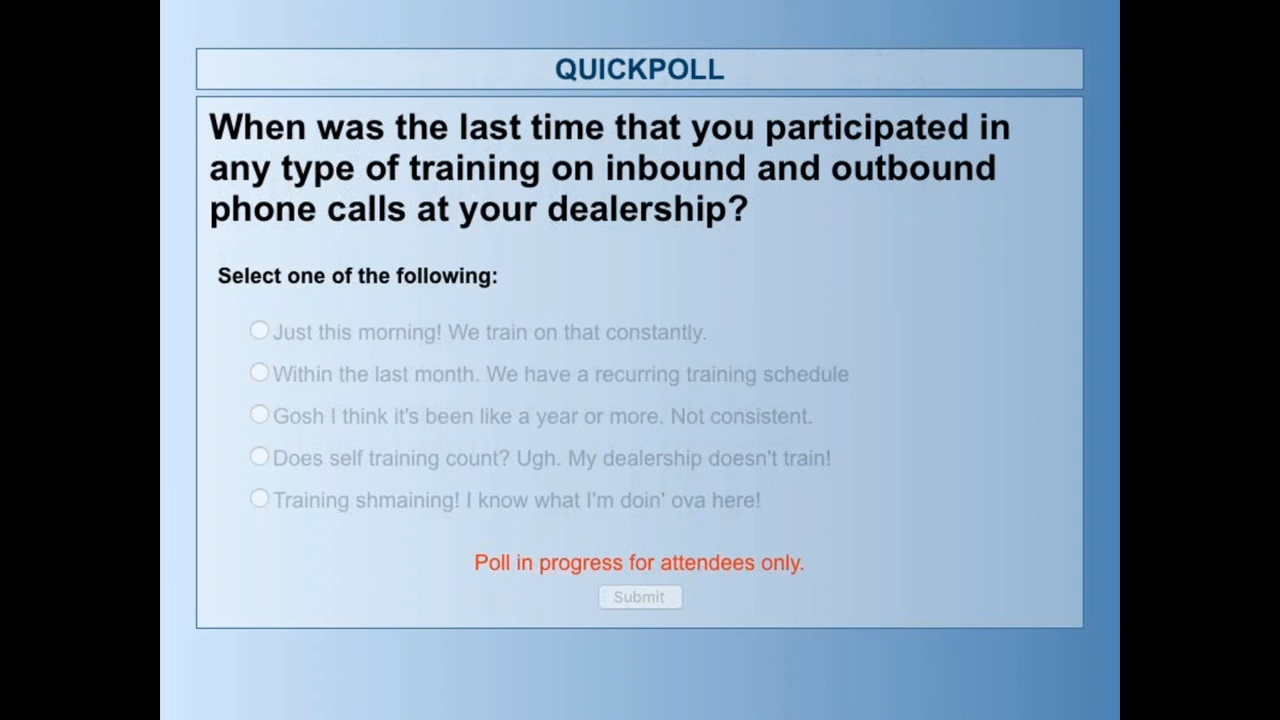 QUICKPOLL
When was the last time that you participated in
any type of training on inbound and outbound
phone calls at your dealership?
Select one of the following:
Just this morning! We train on that constantly.
Within the last month. We have a recurring training schedule
Gosh I think it's been like a year or more. Not consistent.
Does self training count? Ugh. My dealership doesn't train!
Training shmaining! I know what I'm doin' ova here!
Poll in progress for attendees only.
Submit